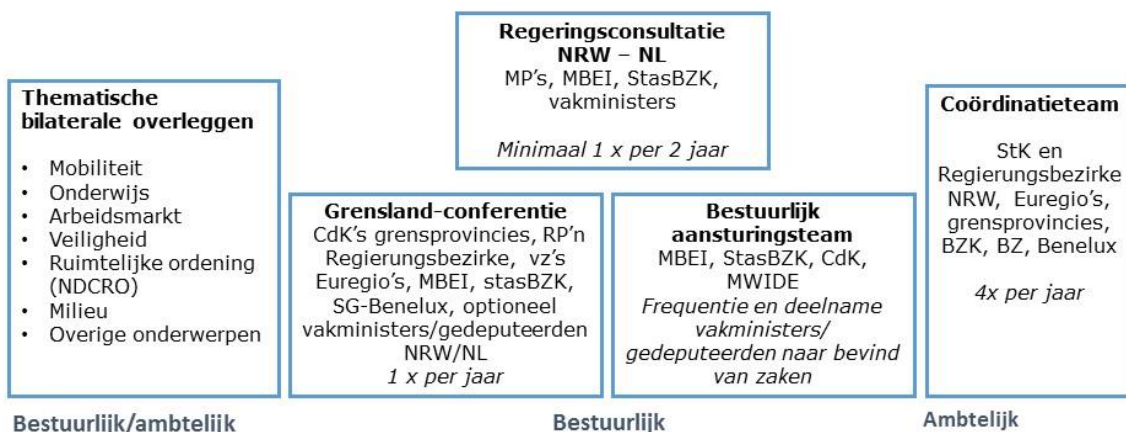 Regeringsconsultatie
NRW – NL
MP's, MBEI, StasBZK,
vakministers
Minimaal 1 x per 2 jaar
Thematische
bilaterale overleggen
• Mobiliteit
• Onderwijs
• Arbeidsmarkt
• Veiligheid
• Ruimtelijke ordening
(NDCRO)
• Milieu
• Overige onderwerpen
Grensland-conferentie
CdK's grensprovincies, RP'n
Regierungsbezirke, vz's
Euregio's, MBEI, stasBZK,
SG-Benelux, optioneel
vakministers/gedeputeerden
NRW/NL
1 x per jaar
Bestuurlijk
aansturingsteam
MBEI, StasBZK, CdK,
MWIDE
Frequentie en deelname
vakministers/
gedeputeerden naar bevind
van zaken
Coördinatieteam
StK en
Regierungsbezirke
NRW, Euregio's,
grensprovincies,
BZK, BZ, Benelux
4x per jaar
Bestuurlijk/ambtelijk
Bestuurlijk
Ambtelijk